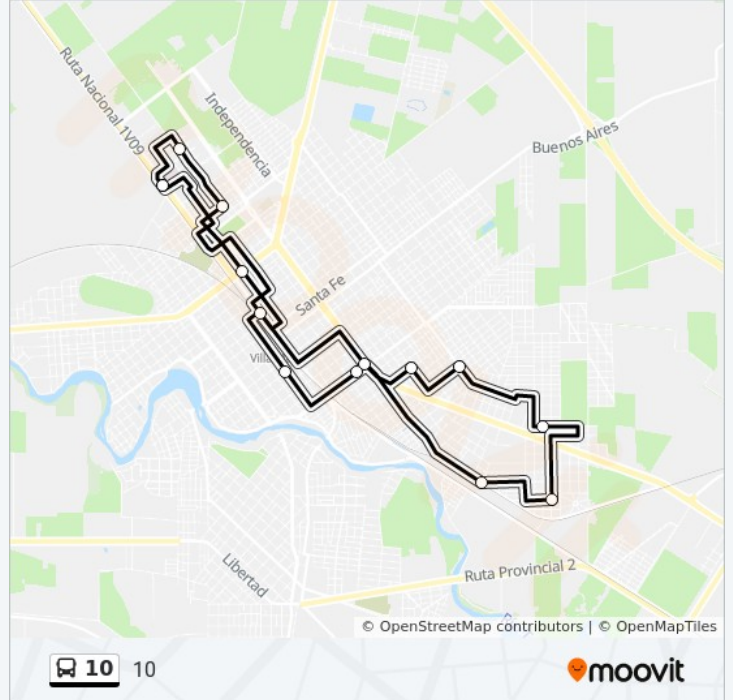 Ruta Nacional 1V09
Independencia
Buenos Aires
Santa Fe
Villa
Libertad
Ruta Provincial 2
© OpenStreetMap contributors | © OpenMapTiles
10 10
moovit